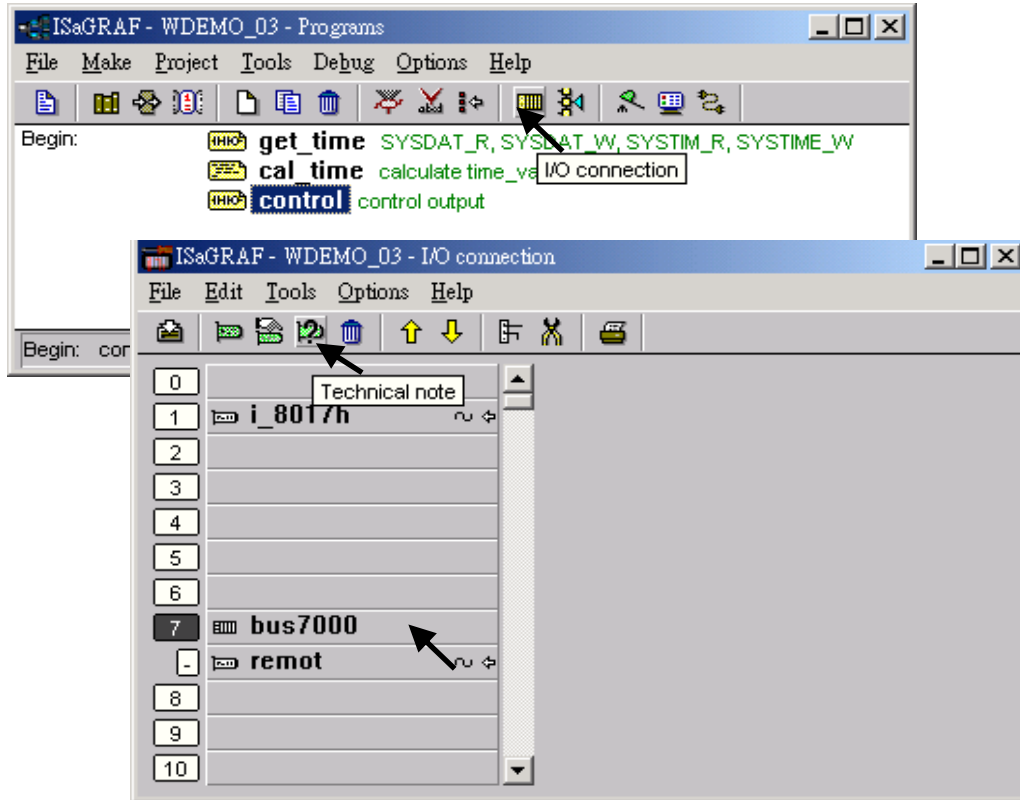 ISaGRAF - WDEMO_03 - Programs
File Make Project Tools Debug Options Help
Begin: get_time SYSDAT_R, SYSDAT_W, SYSTIM_R, SYSTIME_W
cal_time calculate time_va
I/O connection
control control output
Begin: cor
ISaGRAF - WDEMO_03 - I/O connection
File Edit Tools Options Help
Technical note
0
1 i_8017h
2
3
4
5
6
7 bus7000
- remot
8
9
10